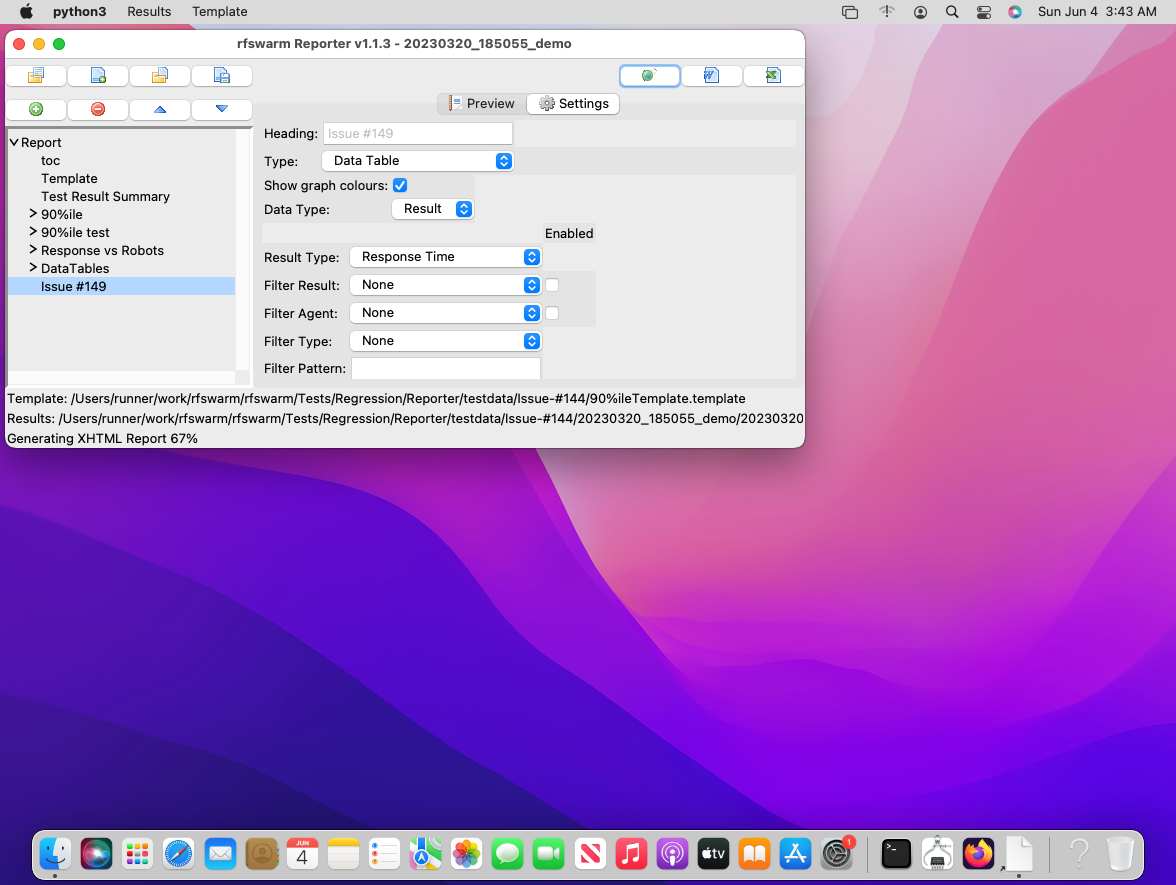 python3 Results Template Sun Jun 4 3:43 AM
rfswarm Reporter v1.1.3 - 20230320_185055_demo
Preview Settings
Report
toc
Template
Test Result Summary
90%ile
90%ile test
Response vs Robots
DataTables
Issue #149
Heading: Issue #149
Type: Data Table
Show graph colours:
Data Type: Result
Enabled
Result Type: Response Time
Filter Result: None
Filter Agent: None
Filter Type: None
Filter Pattern:
Template: /Users/runner/work/rfswarm/rfswarm/Tests/Regression/Reporter/testdata/Issue-#144/90%ileTemplate.template
Results: /Users/runner/work/rfswarm/rfswarm/Tests/Regression/Reporter/testdata/Issue-#144/20230320_185055_demo/20230320
Generating XHTML Report 67%
JUN
4
tv
1